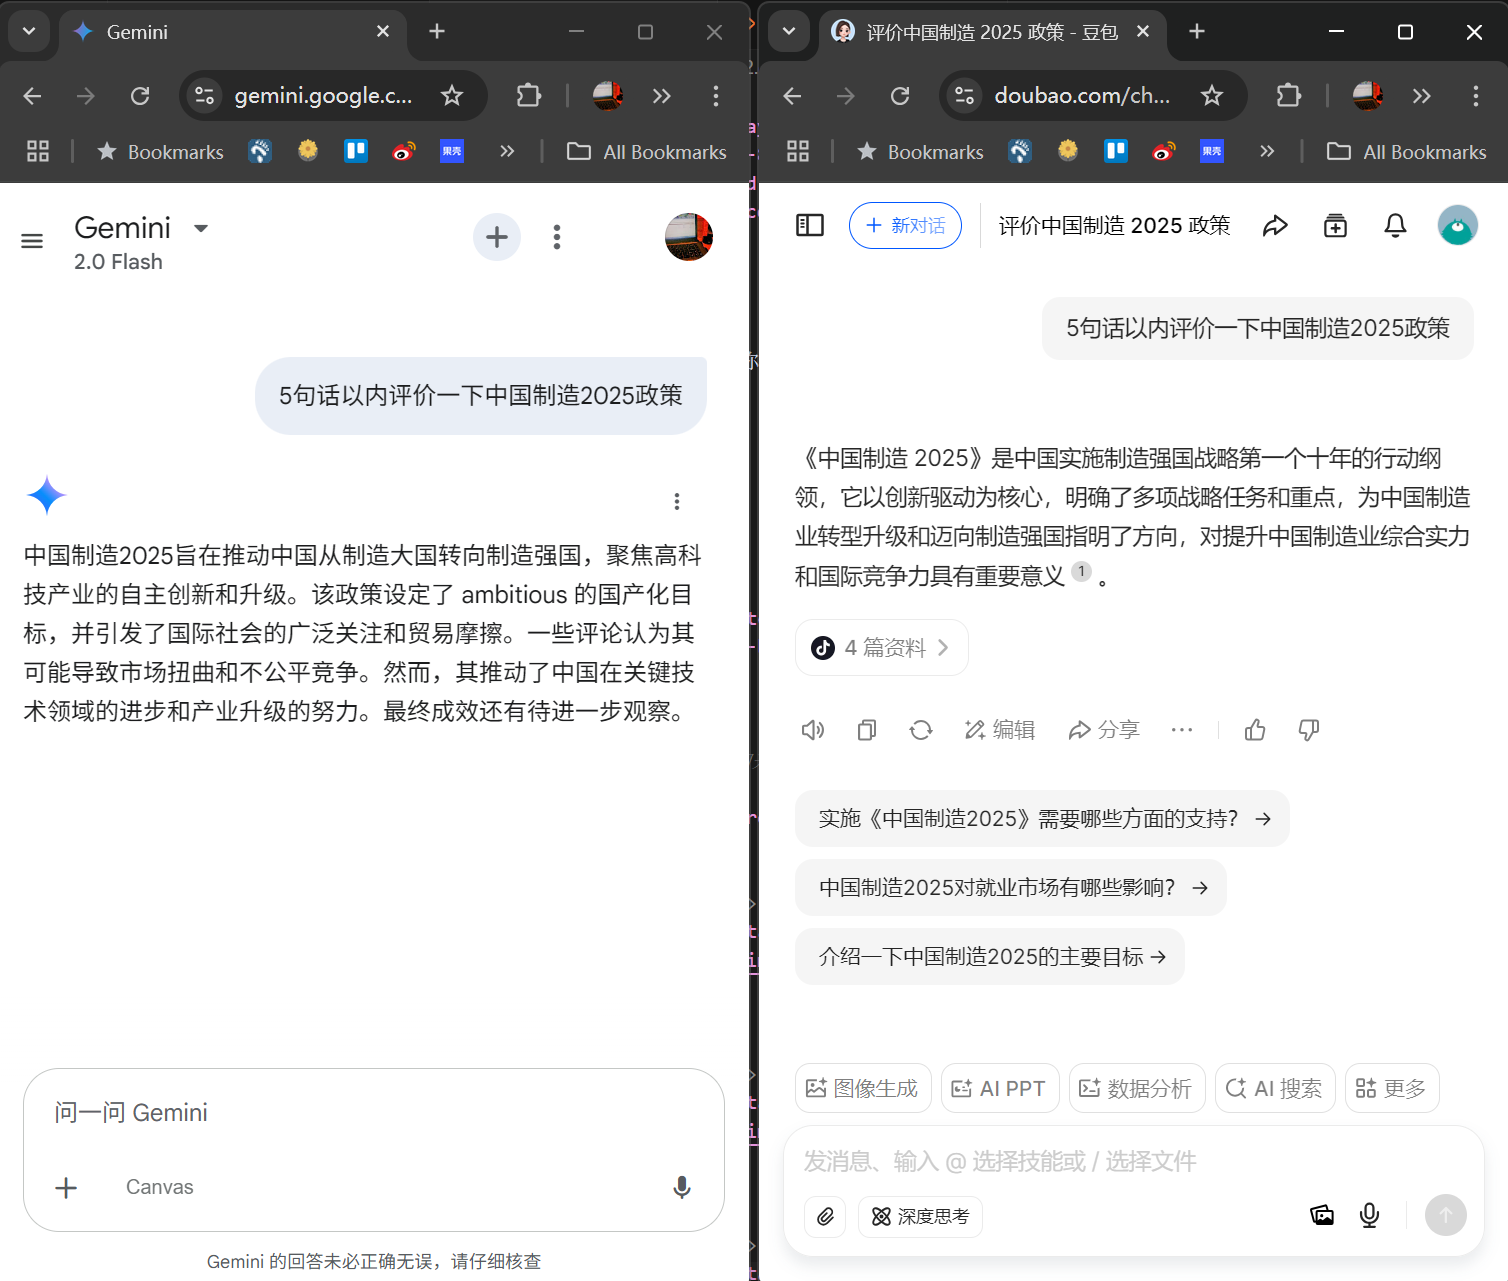 Gemini
gemini.google.c...
Bookmarks
果壳
All Bookmarks
Gemini
2.0 Flash
5句话以内评价一下中国制造2025政策
中国制造2025旨在推动中国从制造大国转向制造强国，聚焦高科
技产业的自主创新和升级。该政策设定了 ambitious 的国产化目
标，并引发了国际社会的广泛关注和贸易摩擦。一些评论认为其
可能导致市场扭曲和不公平竞争。然而，其推动了中国在关键技
术领域的进步和产业升级的努力。最终成效还有待进一步观察。
问一问 Gemini
Canvas
Gemini 的回答未必正确无误，请仔细核查
评价中国制造 2025 政策 - 豆包
doubao.com/ch...
Bookmarks
果壳
All Bookmarks
新对话
评价中国制造 2025 政策
5句话以内评价一下中国制造2025政策
《中国制造 2025》是中国实施制造强国战略第一个十年的行动纲
领，它以创新驱动为核心，明确了多项战略任务和重点，为中国制造
业转型升级和迈向制造强国指明了方向，对提升中国制造业综合实力
和国际竞争力具有重要意义 1 。
4 篇资料
编辑
分享
实施《中国制造2025》需要哪些方面的支持？ →
中国制造2025对就业市场有哪些影响？ →
介绍一下中国制造2025的主要目标 →
图像生成
AI PPT
数据分析
AI 搜索
更多
发消息、输入 @ 选择技能或 / 选择文件
深度思考